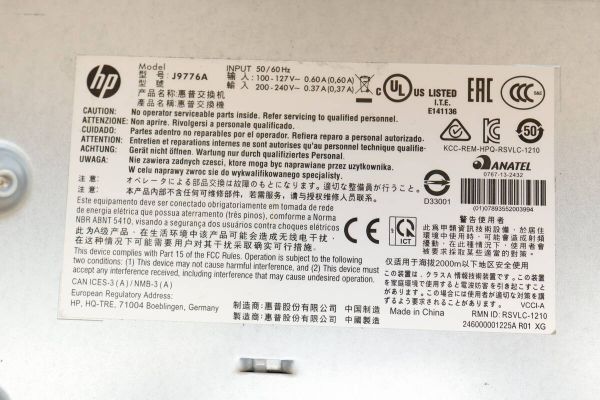 hp
Model
型 号: J9776A
型 號:
INPUT 50/60 Hz
输 入: 100-127V~ 0.60A(0,60A)
輸 入: 200-240V~ 0.37A(0,37A)
产品名称: 惠普交换机
產品名稱: 惠普交換機
c UL US LISTED
I.T.E.
E141136
EAC
CCC
50
KCC-REM-HPQ-RSVLC-1210
CAUTION: No operator serviceable parts inside. Refer servicing to qualified personnel.
ATTENZIONE: Non aprire. Rivolgersi a personale qualificato.
CUIDADO: Partes adentro no reparables por el operador. Refiera reparo a personal autorizado.
ATTENTION: Entretien et reparations internes ne sont autorisés qu'au personnel technique qualifie-
ACHTUNG: Gerät nicht öffnen. Wartung nur durch qualifiziertes Personal.
UWAGA: Nie zawiera zadnych czesci, ktore moga byc naprawiane przez uzytkownika.
W celu naprawy zwroc sie do wykwalifikowanego personelu.
注意: オペレータによる部品交換は故障のもとになります。適切な整備員が行うこと。
注意: 本产品内部不含任何可维修部件，若需维修，请与授权维修人员联系
ANATEL
0767-13-2432
(01)07893552003994
D33001
Este equipamento deve ser conectado obrigatoriamente em tomada
de energia elétrica que possua aterramento (três pinos), conforme a Norma
NBR ABNT 5410, visando a segurança dos usuários contra choques elétricos
此为A级产品，在生活环境中该产品可能会造成无线电干扰，
在这种情况下可能需要用户对其干扰采取确实可行措施。
This device complies with Part 15 of the FCC Rules. Operation is subject to the following
two conditions: (1) This device may not cause harmful interference, and (2) This device must
accept any interference received, including interference that may cause undesired operation.
CE
ICT
警告使用者
此為甲類資訊技術設備，於居住
環境中使用時，可能會造成射頻
擾動，在此種情況下，使用者會
被要求採取某些適當的對策。
仅适用于海拔2000m以下地区安全使用
この装置は、クラスA情報技術装置です。この装置
を家庭環境で使用すると電波妨害を引き起こすこと
があります。この場合には使用者が適切な対策を講
ずるよう要求されることがあります。 VCCI-A
CAN ICES-3 (A) / NMB-3 (A)
European Regulatory Address:
HP, HQ-TRE, 71004 Boeblingen, Germany
制造商: 惠普股份有限公司 中国制造
製造商: 惠普股份有限公司 中國製造
Made in China
RMN ID: RSVLC-1210
246000001225A R01 XG